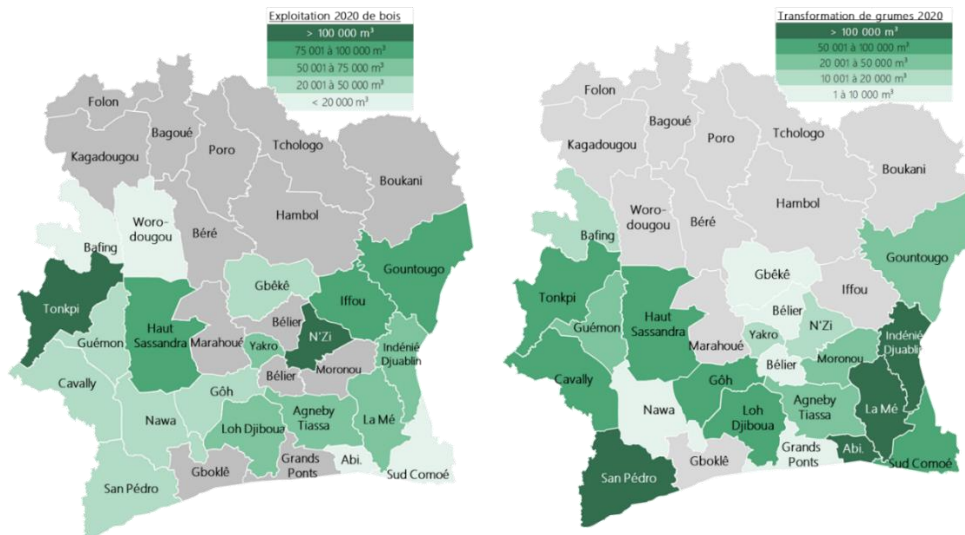 Exploitation 2020 de bois
> 100 000 m³
75 001 à 100 000 m³
50 001 à 75 000 m³
20 001 à 50 000 m³
< 20 000 m³
Folon
Bagoué
Poro
Tchologo
Kagadougou
Boukani
Hambol
Woro-
dougou
Béré
Bafing
Gountougo
Gbêkê
Iffou
Tonkpi
Bélier
N'Zi
Haut
Sassandra
Guémon
Marahoué
Yakro
Indénié
Djuablin
Moronou
Bélier
Cavally
Gôh
Nawa
Agneby
Tiassa
La Mé
Loh Djiboua
Gboklê
Grands
Ponts
Abi.
Sud Comoé
San Pédro
Transformation de grumes 2020
> 100 000 m³
50 001 à 100 000 m³
20 001 à 50 000 m³
10 001 à 20 000 m³
1 à 10 000 m³
Folon
Bagoué
Poro
Tchologo
Kagadougou
Boukani
Hambol
Woro-
dougou
Béré
Bafing
Gountougo
Gbêkê
Iffou
Tonkpi
Bélier
N'Zi
Haut
Sassandra
Guémon
Yakro
Indénié
Djuablin
Marahoué
Moronou
Bélier
Cavally
Gôh
Nawa
Loh
Djiboua
Agneby
Tiassa
La Mé
Grands
Ponts
Abi.
Sud Comoé
Gboklê
San Pédro